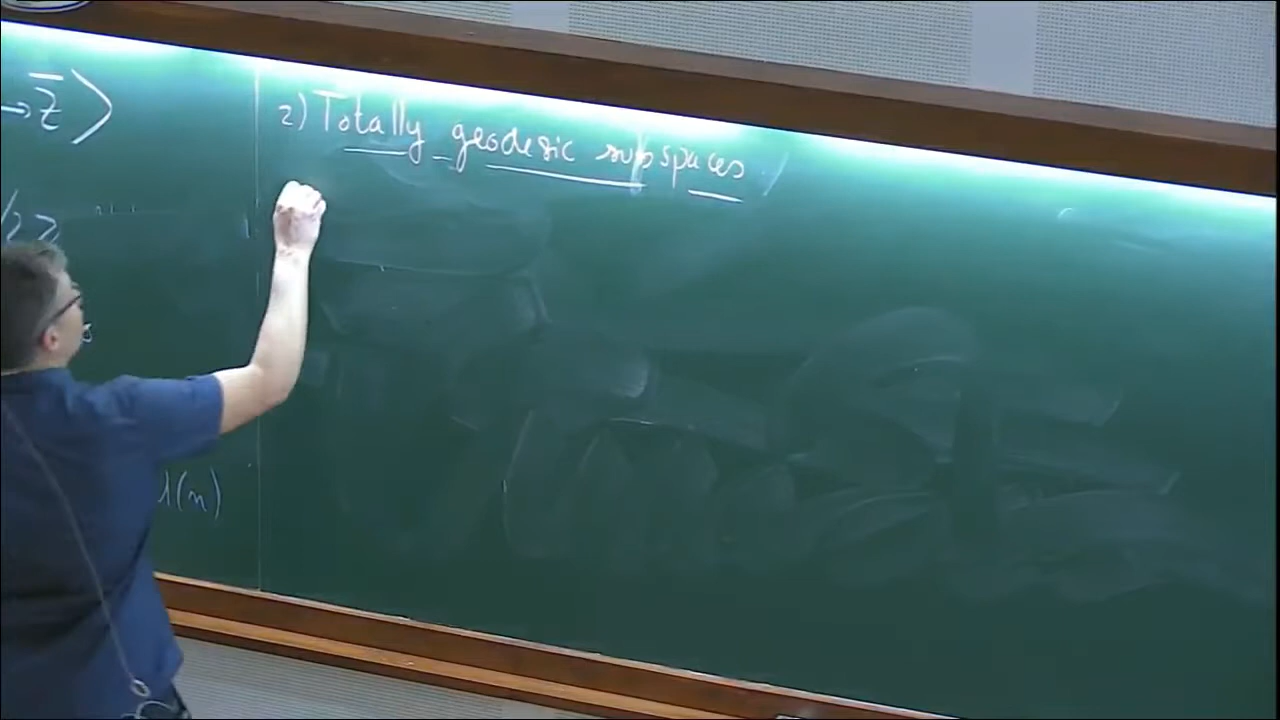 → z̄ >
2) Totally geodesic subspaces
(n)